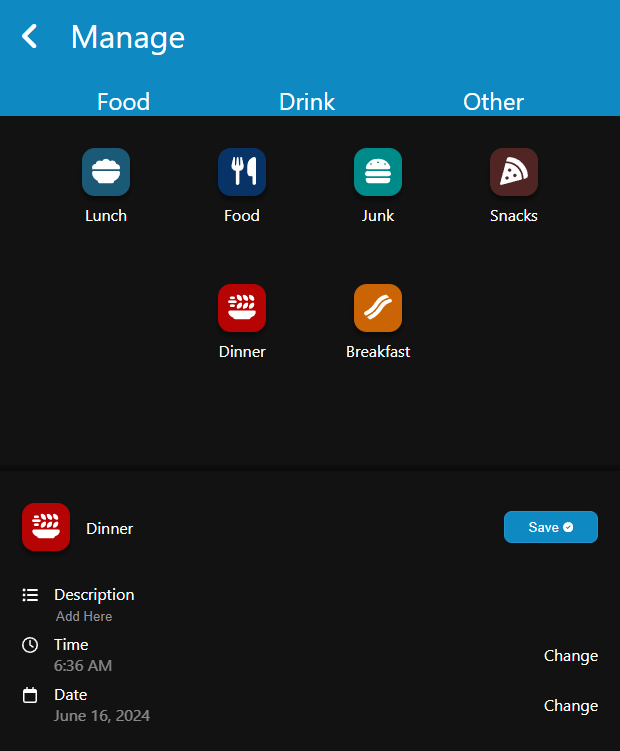 Manage
Food Drink Other
Lunch Food Junk Snacks
Dinner Breakfast
Dinner Save
Description
Add Here
Time
6:36 AM Change
Date
June 16, 2024 Change